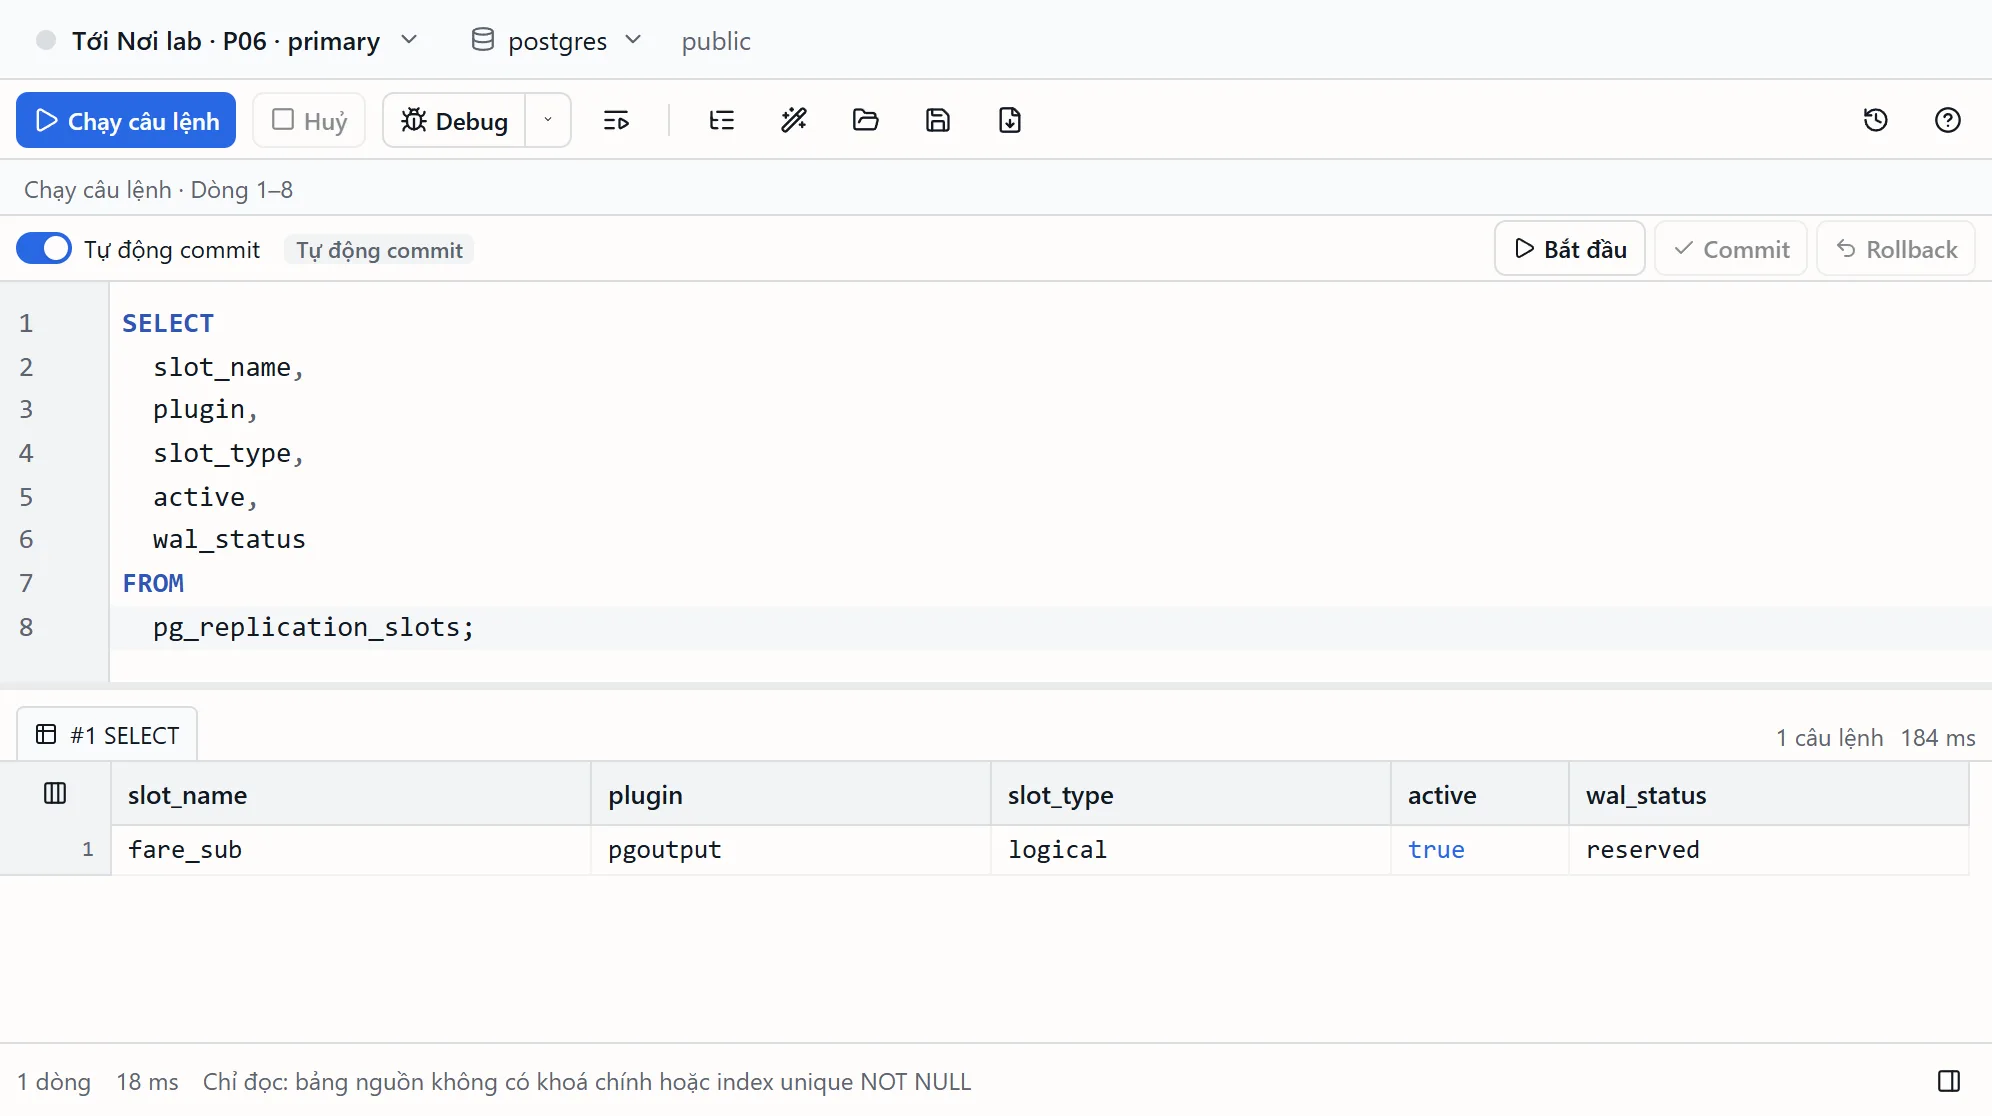 Tới Nơi lab · P06 · primary postgres public
Chạy câu lệnh Huỷ Debug
Chạy câu lệnh · Dòng 1–8
Tự động commit Tự động commit Bắt đầu Commit Rollback
1 SELECT
2 slot_name,
3 plugin,
4 slot_type,
5 active,
6 wal_status
7 FROM
8 pg_replication_slots;
#1 SELECT 1 câu lệnh 184 ms
slot_name plugin slot_type active wal_status
1 fare_sub pgoutput logical true reserved
1 dòng 18 ms Chỉ đọc: bảng nguồn không có khoá chính hoặc index unique NOT NULL